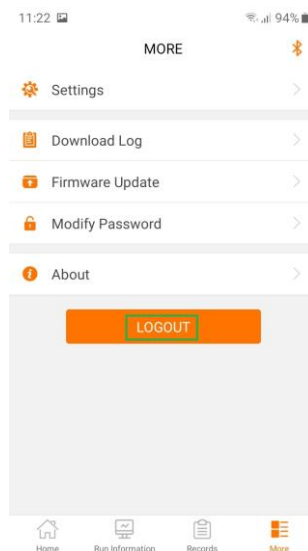 11:22 94%
MORE
Settings
Download Log
Firmware Update
Modify Password
About
LOGOUT
Home Run Information Records More